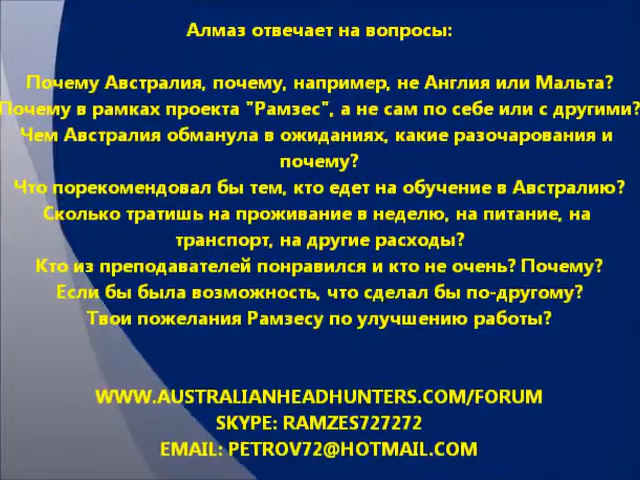 Алмаз отвечает на вопросы:
Почему Австралия, почему, например, не Англия или Мальта?
Почему в рамках проекта "Рамзес", а не сам по себе или с другими?
Чем Австралия обманула в ожиданиях, какие разочарования и
почему?
Что порекомендовал бы тем, кто едет на обучение в Австралию?
Сколько тратишь на проживание в неделю, на питание, на
транспорт, на другие расходы?
Кто из преподавателей понравился и кто не очень? Почему?
Если бы была возможность, что сделал бы по-другому?
Твои пожелания Рамзесу по улучшению работы?
WWW.AUSTRALIANHEADHUNTERS.COM/FORUM
SKYPE: RAMZES727272
EMAIL: PETROV72@HOTMAIL.COM